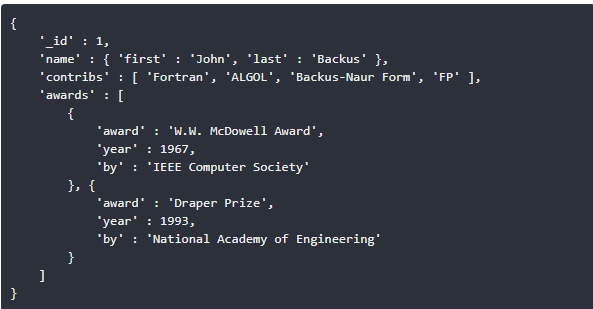 {
    '_id' : 1,
    'name' : { 'first' : 'John', 'last' : 'Backus' },
    'contribs' : [ 'Fortran', 'ALGOL', 'Backus-Naur Form', 'FP' ],
    'awards' : [
        {
            'award' : 'W.W. McDowell Award',
            'year' : 1967,
            'by' : 'IEEE Computer Society'
        }, {
            'award' : 'Draper Prize',
            'year' : 1993,
            'by' : 'National Academy of Engineering'
        }
    ]
}